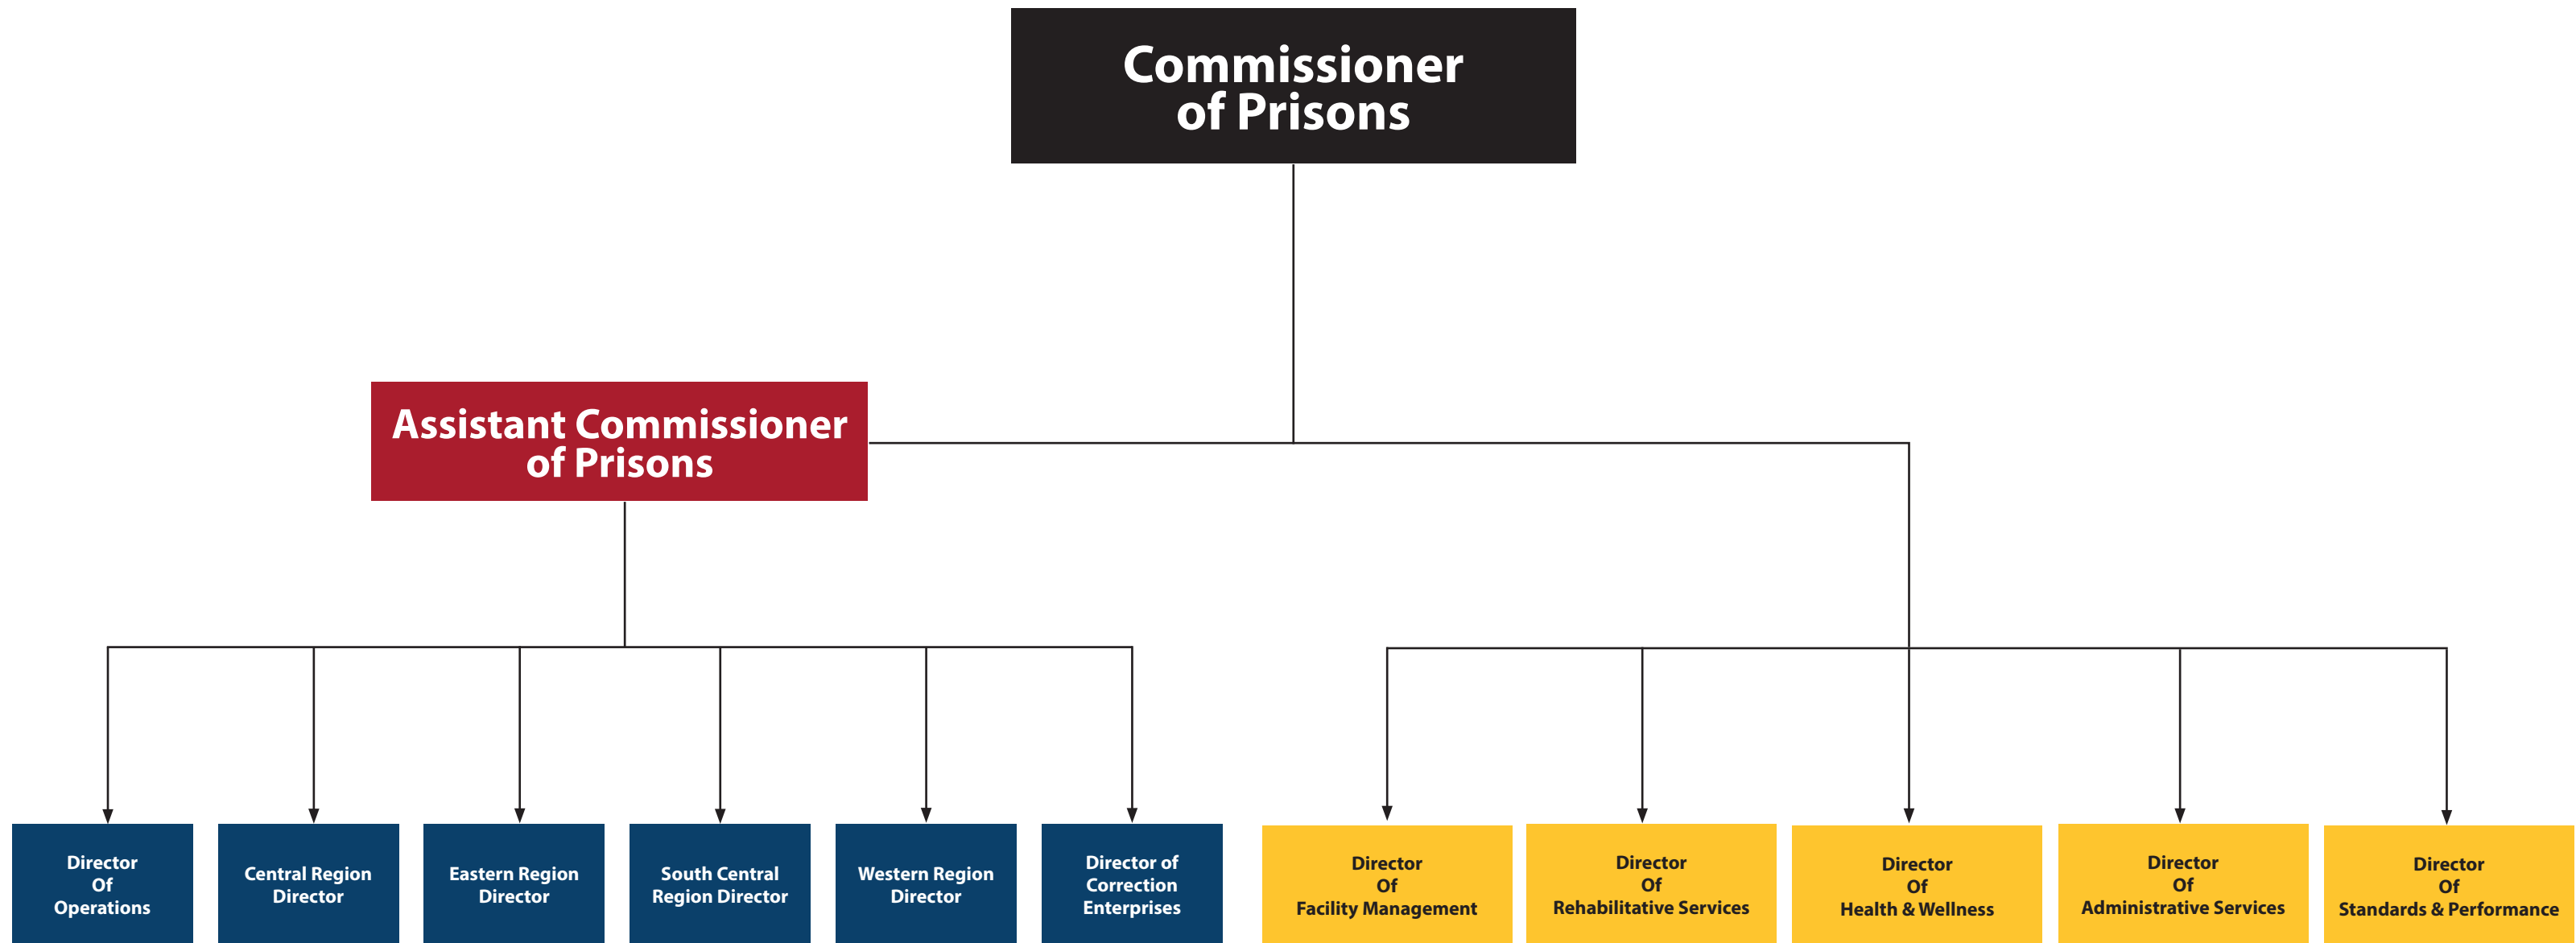 Commissioner
of Prisons
Assistant Commissioner
of Prisons
Director
Of
Operations
Central Region
Director
Eastern Region
Director
South Central
Region Director
Western Region
Director
Director of
Correction
Enterprises
Director
Of
Facility Management
Director
Of
Rehabilitative Services
Director
Of
Health & Wellness
Director
Of
Administrative Services
Director
Of
Standards & Performance